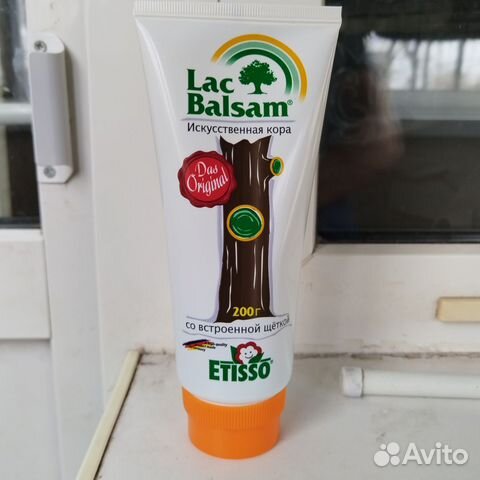 Lac
Balsam®
Искусственная кора
Das
Original
200г
со встроенной щёткой
ETISSO®
Avito